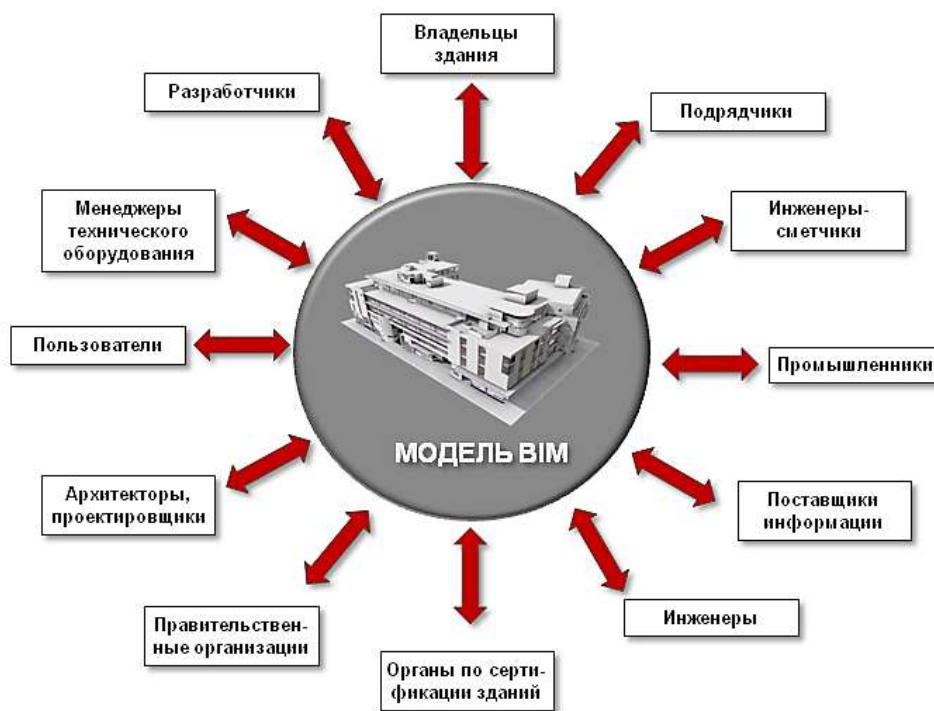 Владельцы
здания
Разработчики
Подрядчики
Менеджеры
технического
оборудования
Инженеры-
сметчики
Пользователи
Промышленники
МОДЕЛЬ BIM
Архитекторы,
проектировщики
Поставщики
информации
Правительствен-
ные организации
Инженеры
Органы по серти-
фикации зданий